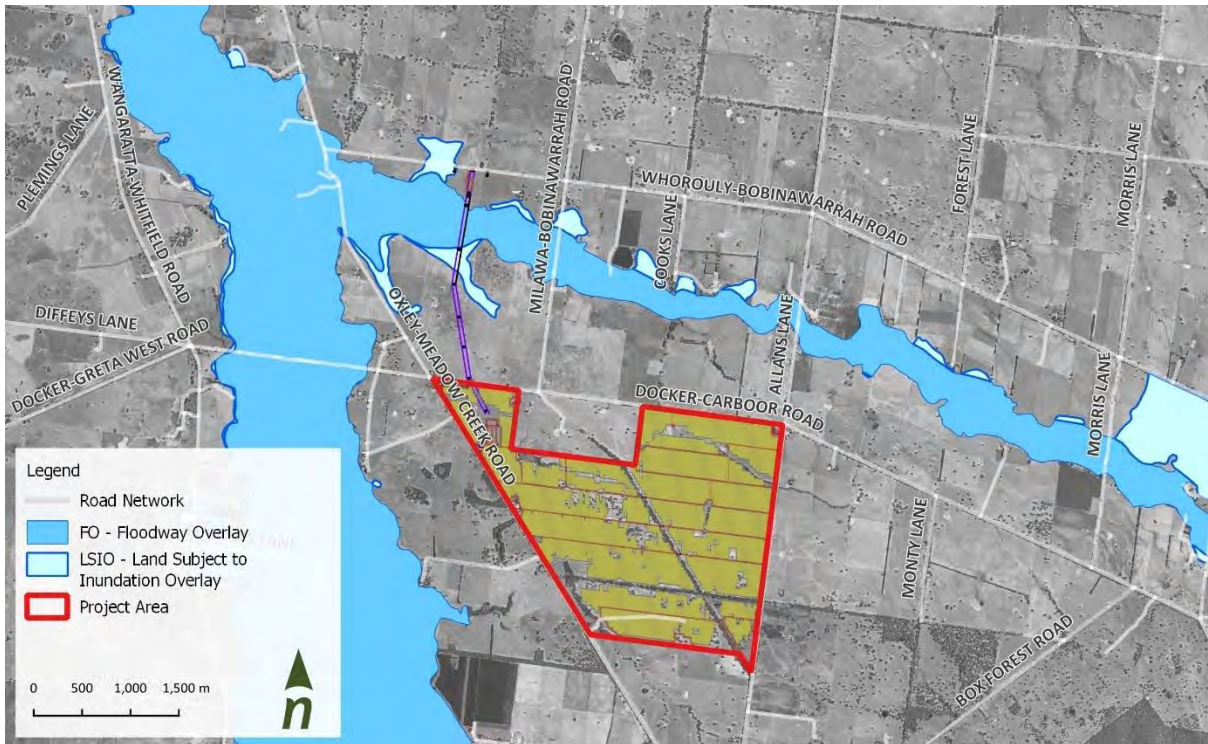 PLEMINGS LANE
WANGARATTA-WHITFIELD ROAD
MILAWA-BOBINAWARRAH ROAD
WHOROULY-BOBINAWARRAH ROAD
COOKS LANE
FOREST LANE
MORRIS LANE
DIFFEYS LANE
DOCKER-GRETA WEST ROAD
OXLEY-MEADOW CREEK ROAD
ALLANS LANE
DOCKER-CARBOOR ROAD
MORRIS LANE
MONTY LANE
BOX FOREST ROAD
Legend
Road Network
FO - Floodway Overlay
LSIO - Land Subject to
Inundation Overlay
Project Area
0 500 1,000 1,500 m
n